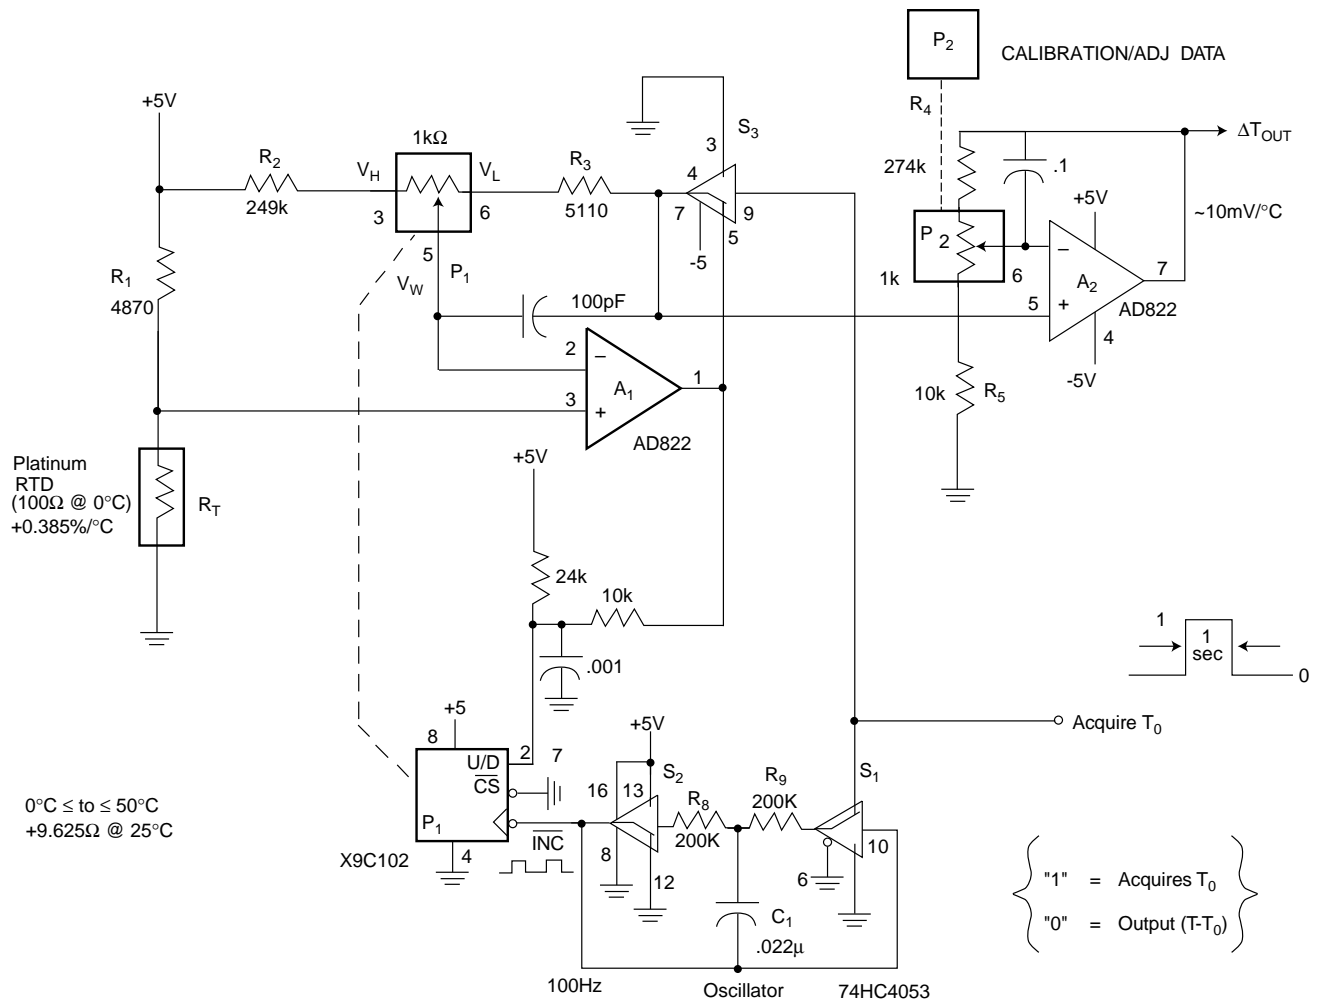 P2
CALIBRATION/ADJ DATA
R4
+5V
1kΩ
S3
3
ΔTOUT
R2
VH
VL
R3
4
274k
.1
249k
3
6
5110
7
9
+5V
~10mV/°C
5
5
P1
-5
P2
–
A2
7
R1
VW
1k
6
4870
100pF
5
+
AD822
2
–
4
A1
1
-5V
3
+
10k
R5
AD822
+5V
Platinum
RTD
(100Ω @ 0°C)
+0.385%/°C
RT
24k
10k
1
1
sec
.001
0
+5
+5V
Acquire T0
8
2
7
U/D
CS
S2
R9
S1
16
13
R8
200K
0°C ≤ to ≤ 50°C
+9.625Ω @ 25°C
P1
INC
200K
10
X9C102
4
8
6
12
"1" = Acquires T0
C1
"0" = Output (T-T0)
.022µ
100Hz
Oscillator
74HC4053